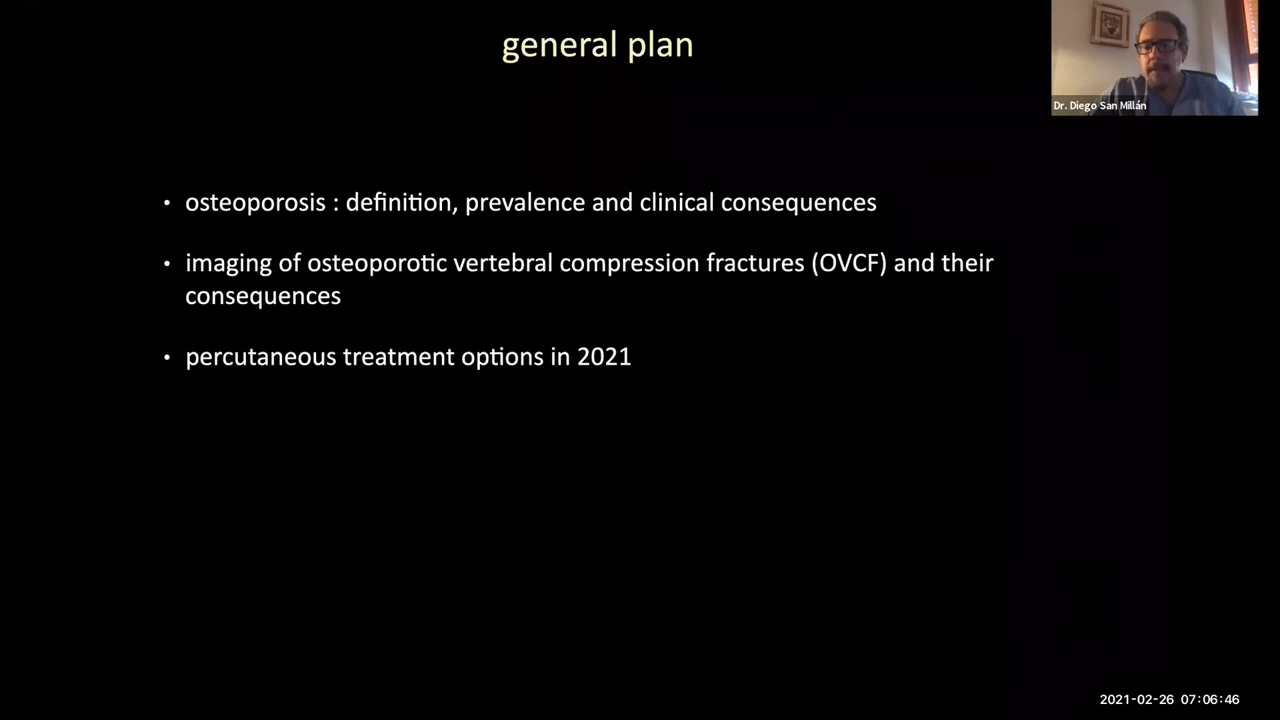 general plan
Dr. Diego San Millán
• osteoporosis : definition, prevalence and clinical consequences
• imaging of osteoporotic vertebral compression fractures (OVCF) and their
consequences
• percutaneous treatment options in 2021
2021-02-26 07:06:46